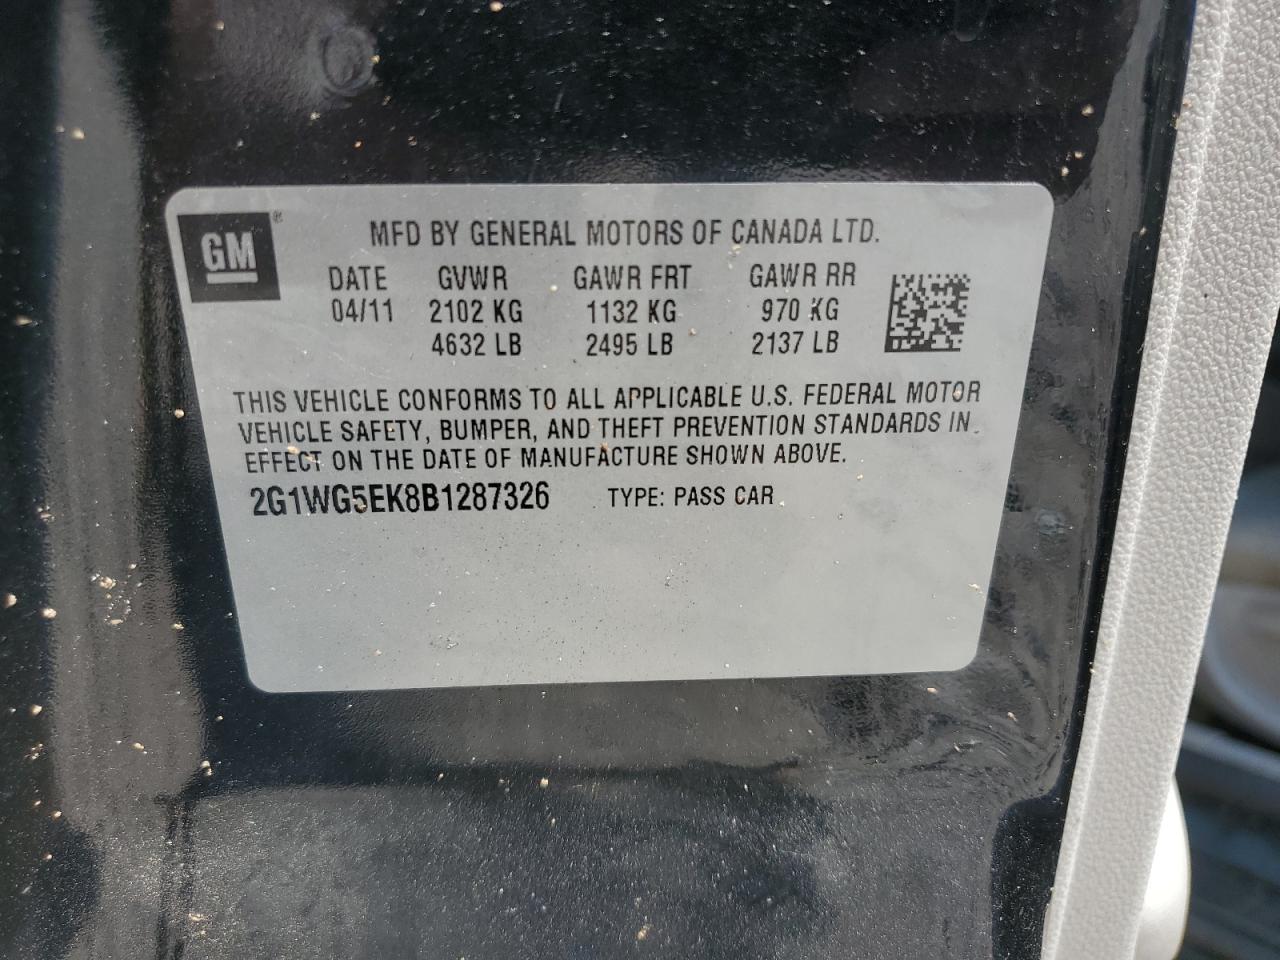 GM ®
MFD BY GENERAL MOTORS OF CANADA LTD.
DATE GVWR GAWR FRT GAWR RR
04/11 2102 KG 1132 KG 970 KG
4632 LB 2495 LB 2137 LB
THIS VEHICLE CONFORMS TO ALL APPLICABLE U.S. FEDERAL MOTOR
VEHICLE SAFETY, BUMPER, AND THEFT PREVENTION STANDARDS IN
EFFECT ON THE DATE OF MANUFACTURE SHOWN ABOVE.
2G1WG5EK8B1287326 TYPE: PASS CAR